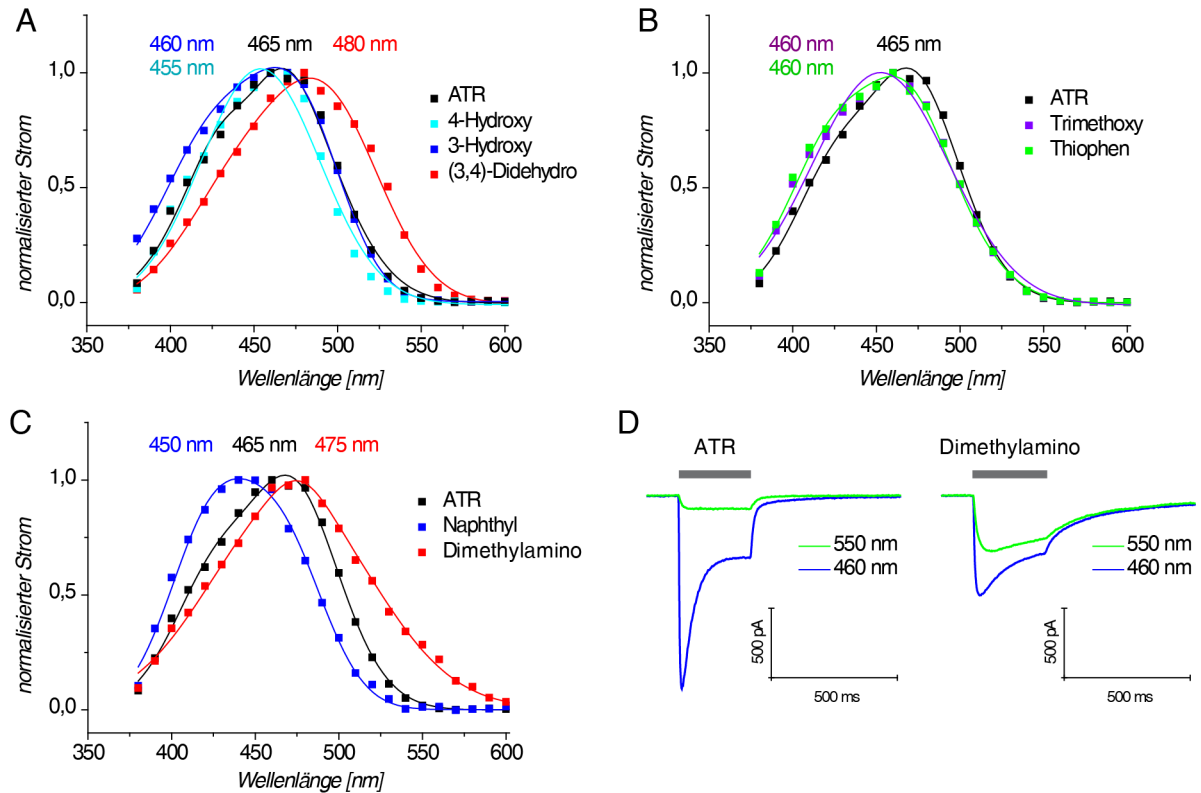 A
460 nm 465 nm 480 nm
455 nm
ATR
4-Hydroxy
3-Hydroxy
(3,4)-Didehydro
normalisierter Strom
1,0
0,5
0,0
350 400 450 500 550 600
Wellenlänge [nm]
B
460 nm 465 nm
460 nm
ATR
Trimethoxy
Thiophen
normalisierter Strom
1,0
0,5
0,0
350 400 450 500 550 600
Wellenlänge [nm]
C
450 nm 465 nm 475 nm
ATR
Naphthyl
Dimethylamino
normalisierter Strom
1,0
0,5
0,0
350 400 450 500 550 600
Wellenlänge [nm]
D
ATR
550 nm
460 nm
500 pA
500 ms
Dimethylamino
550 nm
460 nm
500 pA
500 ms